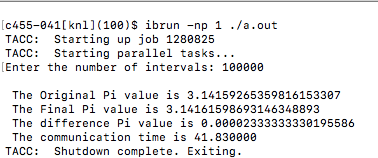 [c455-041[knl](100)$ ibrun -np 1 ./a.out
TACC:  Starting up job 1280825
TACC:  Starting parallel tasks...
[Enter the number of intervals: 100000
The Original Pi value is 3.14159265359816153307
The Final Pi value is 3.14161598693146348893
The difference Pi value is 0.00002333333330195586
The communication time is 41.830000
TACC:  Shutdown complete. Exiting.